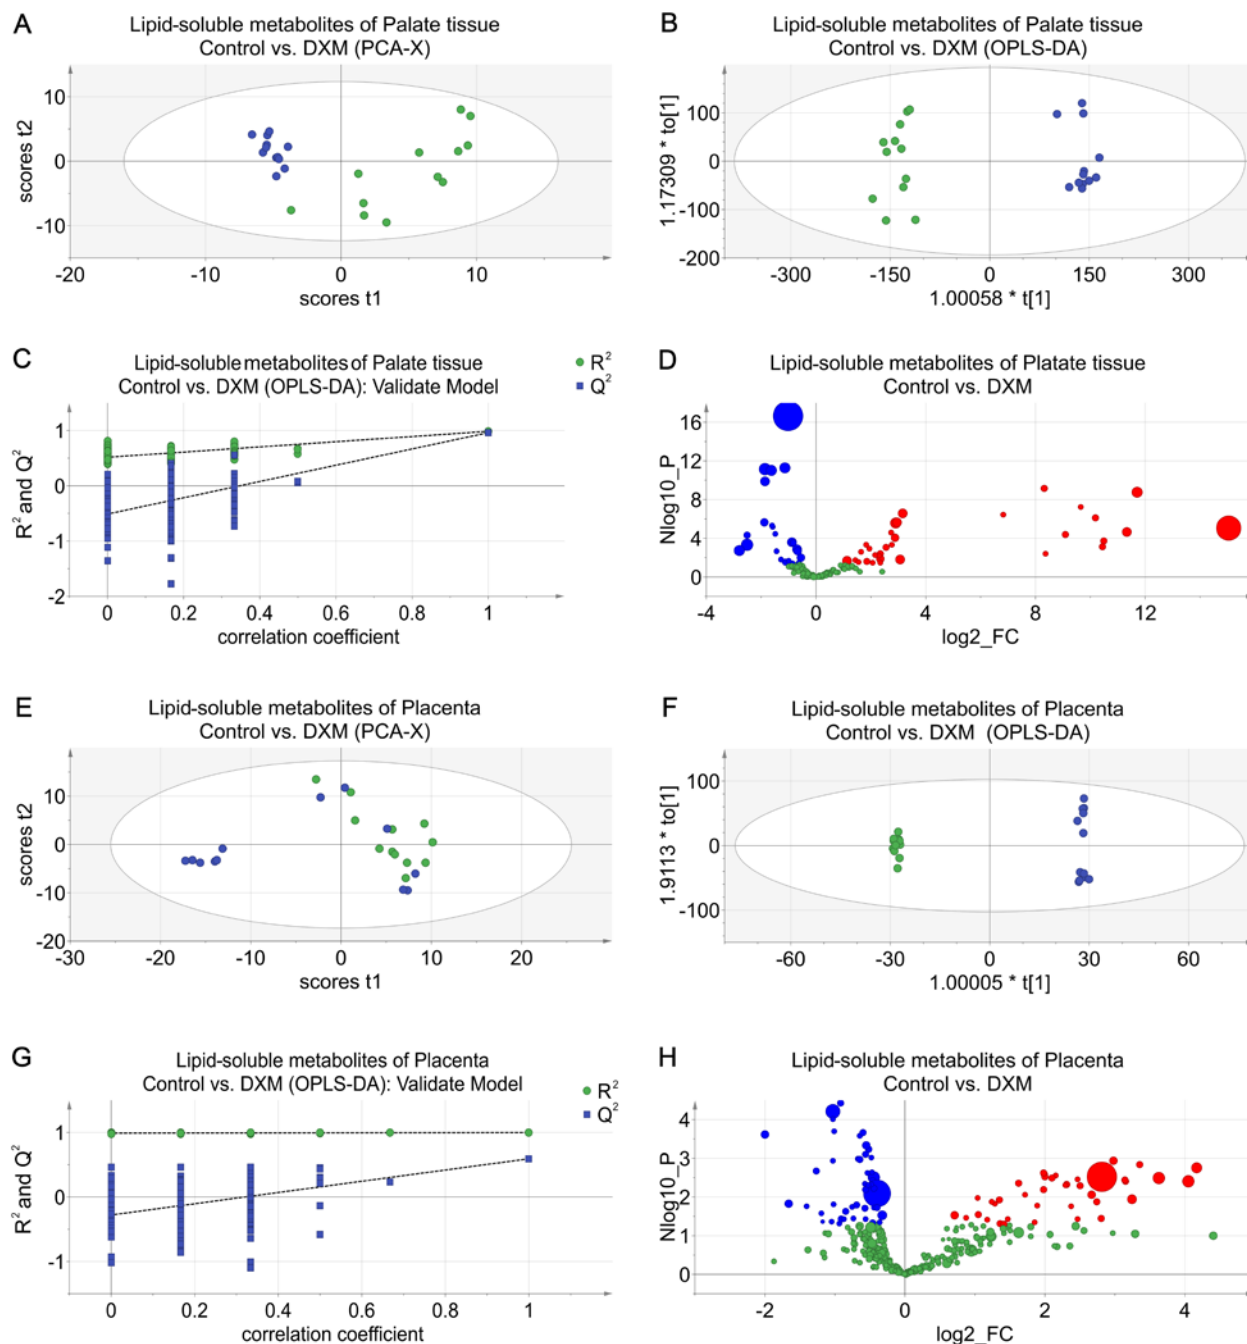 A
Lipid-soluble metabolites of Palate tissue
Control vs. DXM (PCA-X)
scores t2
10
0
-10
-20
-10
0
10
scores t1
B
Lipid-soluble metabolites of Palate tissue
Control vs. DXM (OPLS-DA)
1.17309 * to[1]
100
0
-100
-200
-300
-150
0
150
300
1.00058 * t[1]
C
Lipid-soluble metabolites of Palate tissue
Control vs. DXM (OPLS-DA): Validate Model
R²
Q²
R² and Q²
1
0
-1
-2
0
0.2
0.4
0.6
0.8
1
correlation coefficient
D
Lipid-soluble metabolites of Platate tissue
Control vs. DXM
Nlog10_P
16
12
8
4
0
-4
0
4
8
12
log2_FC
E
Lipid-soluble metabolites of Placenta
Control vs. DXM (PCA-X)
scores t2
10
0
-10
-20
-30
-20
-10
0
10
20
scores t1
F
Lipid-soluble metabolites of Placenta
Control vs. DXM (OPLS-DA)
1.9113 * to[1]
100
0
-100
-60
-30
0
30
60
1.00005 * t[1]
G
Lipid-soluble metabolites of Placenta
Control vs. DXM (OPLS-DA): Validate Model
R²
Q²
R² and Q²
1
0
-1
0
0.2
0.4
0.6
0.8
1
correlation coefficient
H
Lipid-soluble metabolites of Placenta
Control vs. DXM
Nlog10_P
4
3
2
1
0
-2
0
2
4
log2_FC